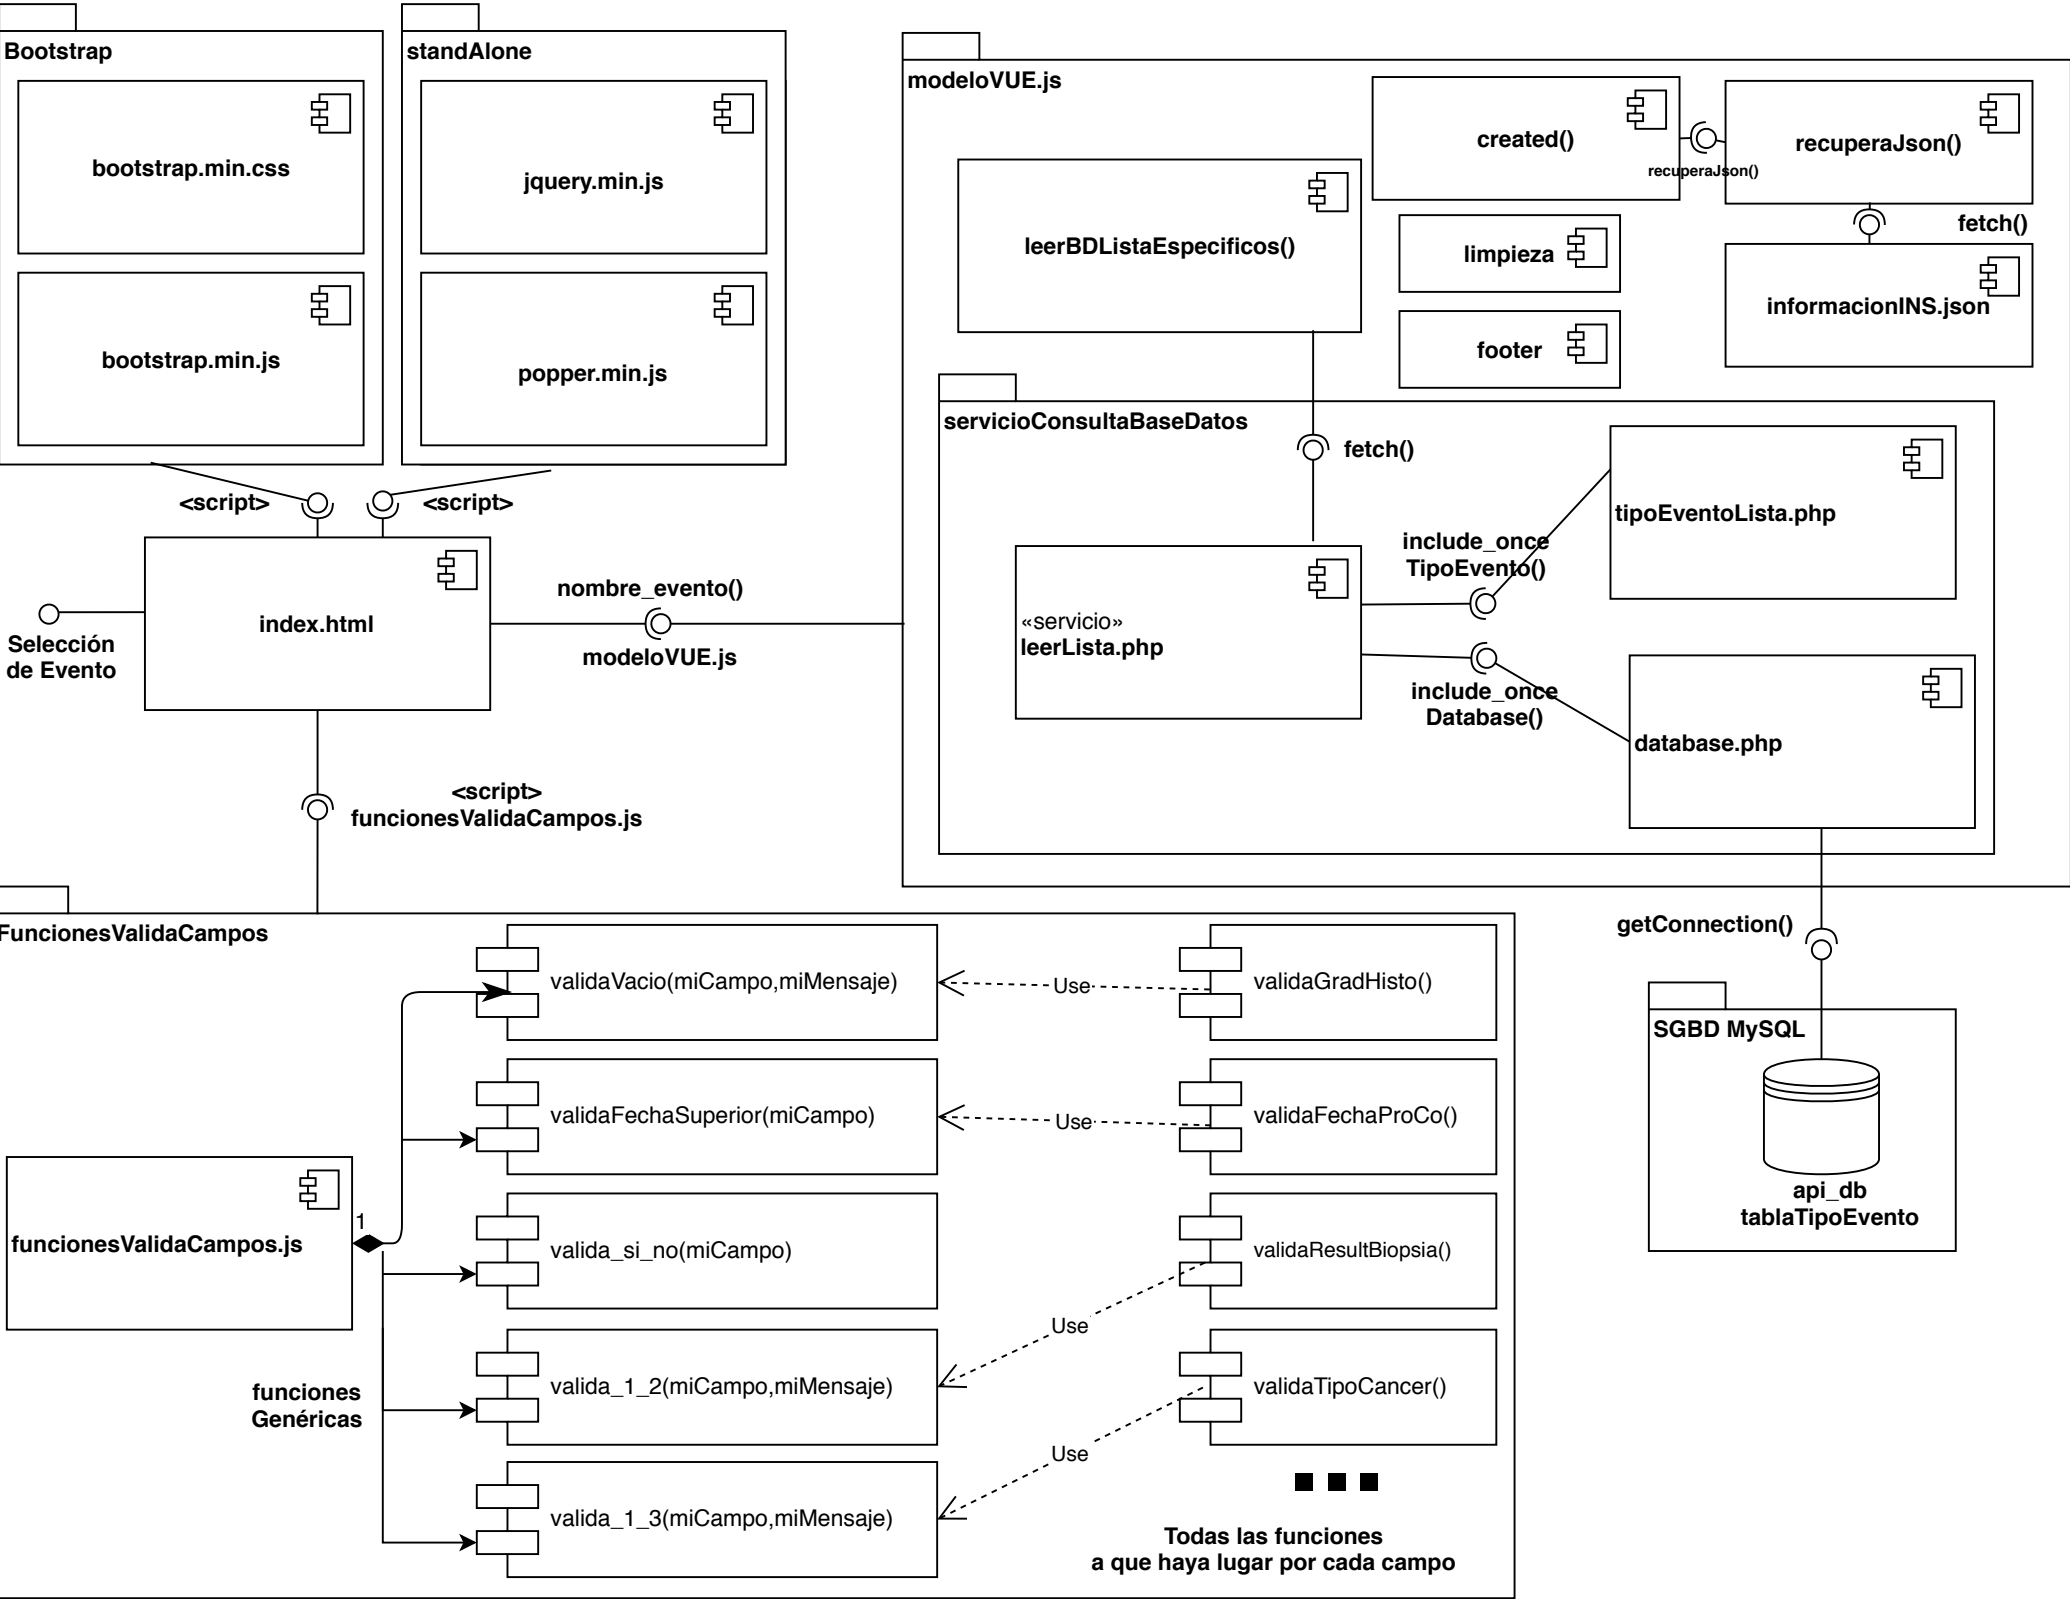 Bootstrap
bootstrap.min.css
bootstrap.min.js
standAlone
jquery.min.js
popper.min.js
<script>
<script>
index.html
Selección
de Evento
nombre_evento()
modeloVUE.js
<script>
funcionesValidaCampos.js
modeloVUE.js
leerBDListaEspecificos()
created()
recuperaJson()
recuperaJson()
fetch()
informacionINS.json
limpieza
footer
servicioConsultaBaseDatos
fetch()
«servicio»
leerLista.php
include_once
TipoEvento()
tipoEventoLista.php
include_once
Database()
database.php
getConnection()
SGBD MySQL
api_db
tablaTipoEvento
FuncionesValidaCampos
funcionesValidaCampos.js
1
funciones
Genéricas
validaVacio(miCampo,miMensaje)
Use
validaGradHisto()
validaFechaSuperior(miCampo)
Use
validaFechaProCo()
valida_si_no(miCampo)
validaResultBiopsia()
Use
valida_1_2(miCampo,miMensaje)
validaTipoCancer()
Use
valida_1_3(miCampo,miMensaje)
Todas las funciones
a que haya lugar por cada campo